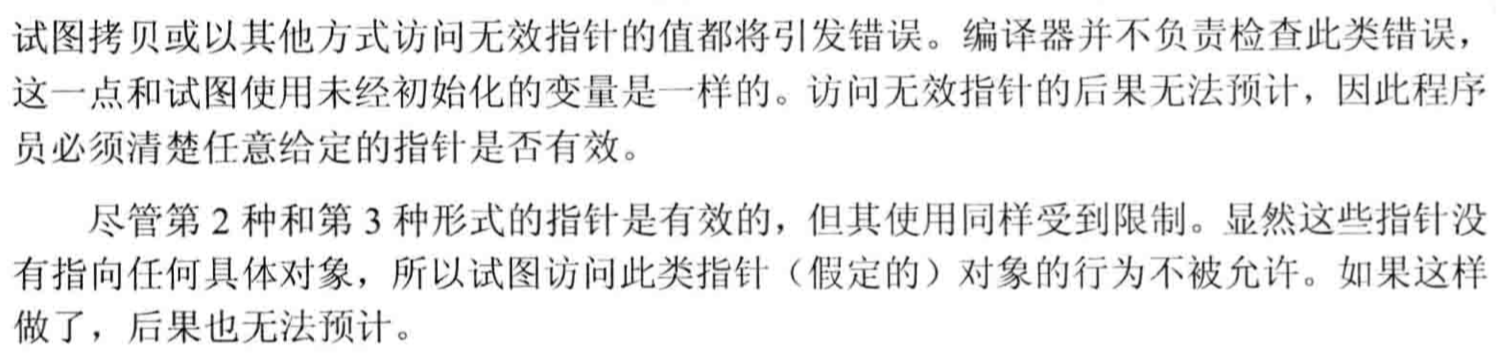 试图拷贝或以其他方式访问无效指针的值都将引发错误。编译器并不负责检查此类错误，
这一点和试图使用未经初始化的变量是一样的。访问无效指针的后果无法预计，因此程序
员必须清楚任意给定的指针是否有效。
尽管第 2 种和第 3 种形式的指针是有效的，但其使用同样受到限制。显然这些指针没
有指向任何具体对象，所以试图访问此类指针（假定的）对象的行为不被允许。如果这样
做了，后果也无法预计。